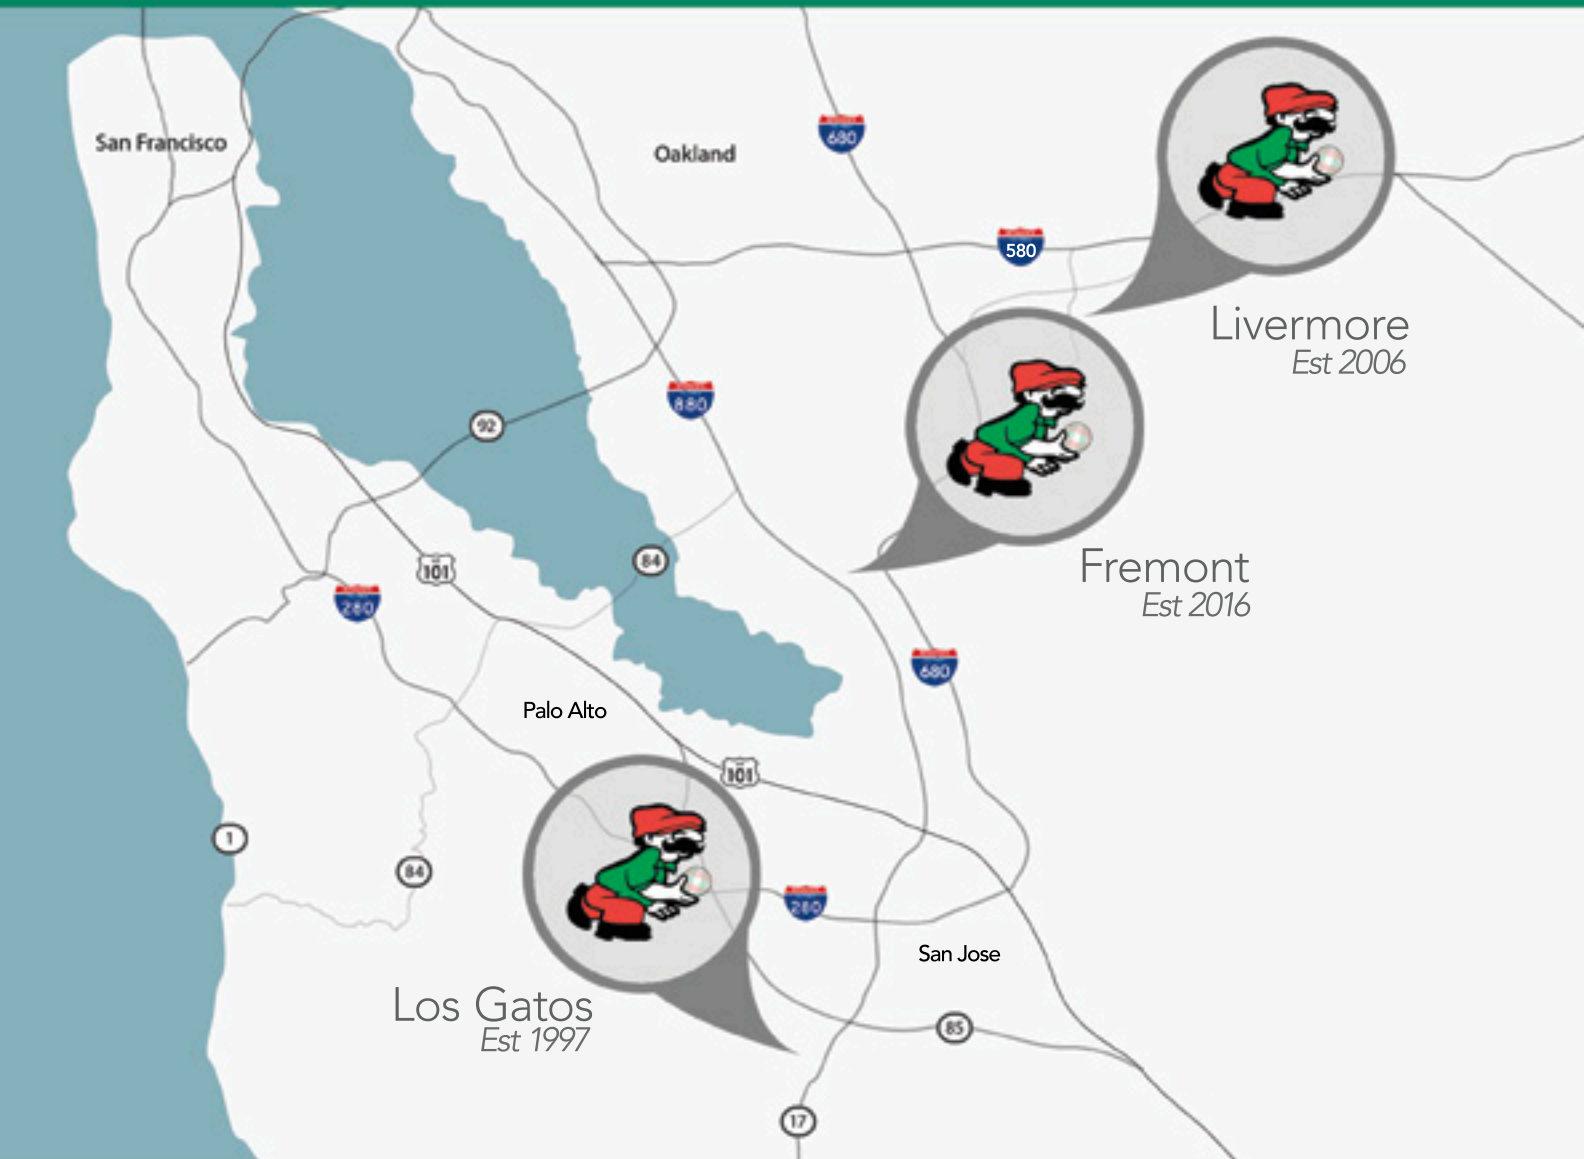 San Francisco
Oakland
680
580
Livermore
Est 2006
880
92
Fremont
Est 2016
84
101
280
680
Palo Alto
101
1
84
280
San Jose
Los Gatos
Est 1997
85
17